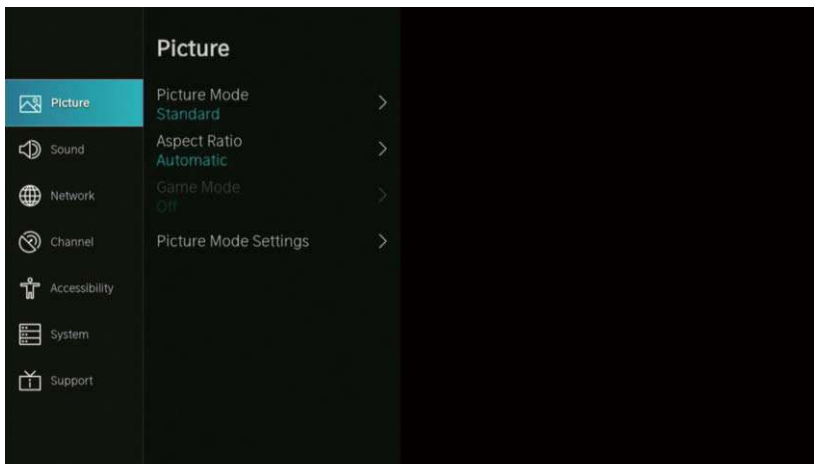 Picture
Picture
Picture Mode
Standard
Sound
Aspect Ratio
Automatic
Network
Game Mode
Off
Channel
Picture Mode Settings
Accessibility
System
Support